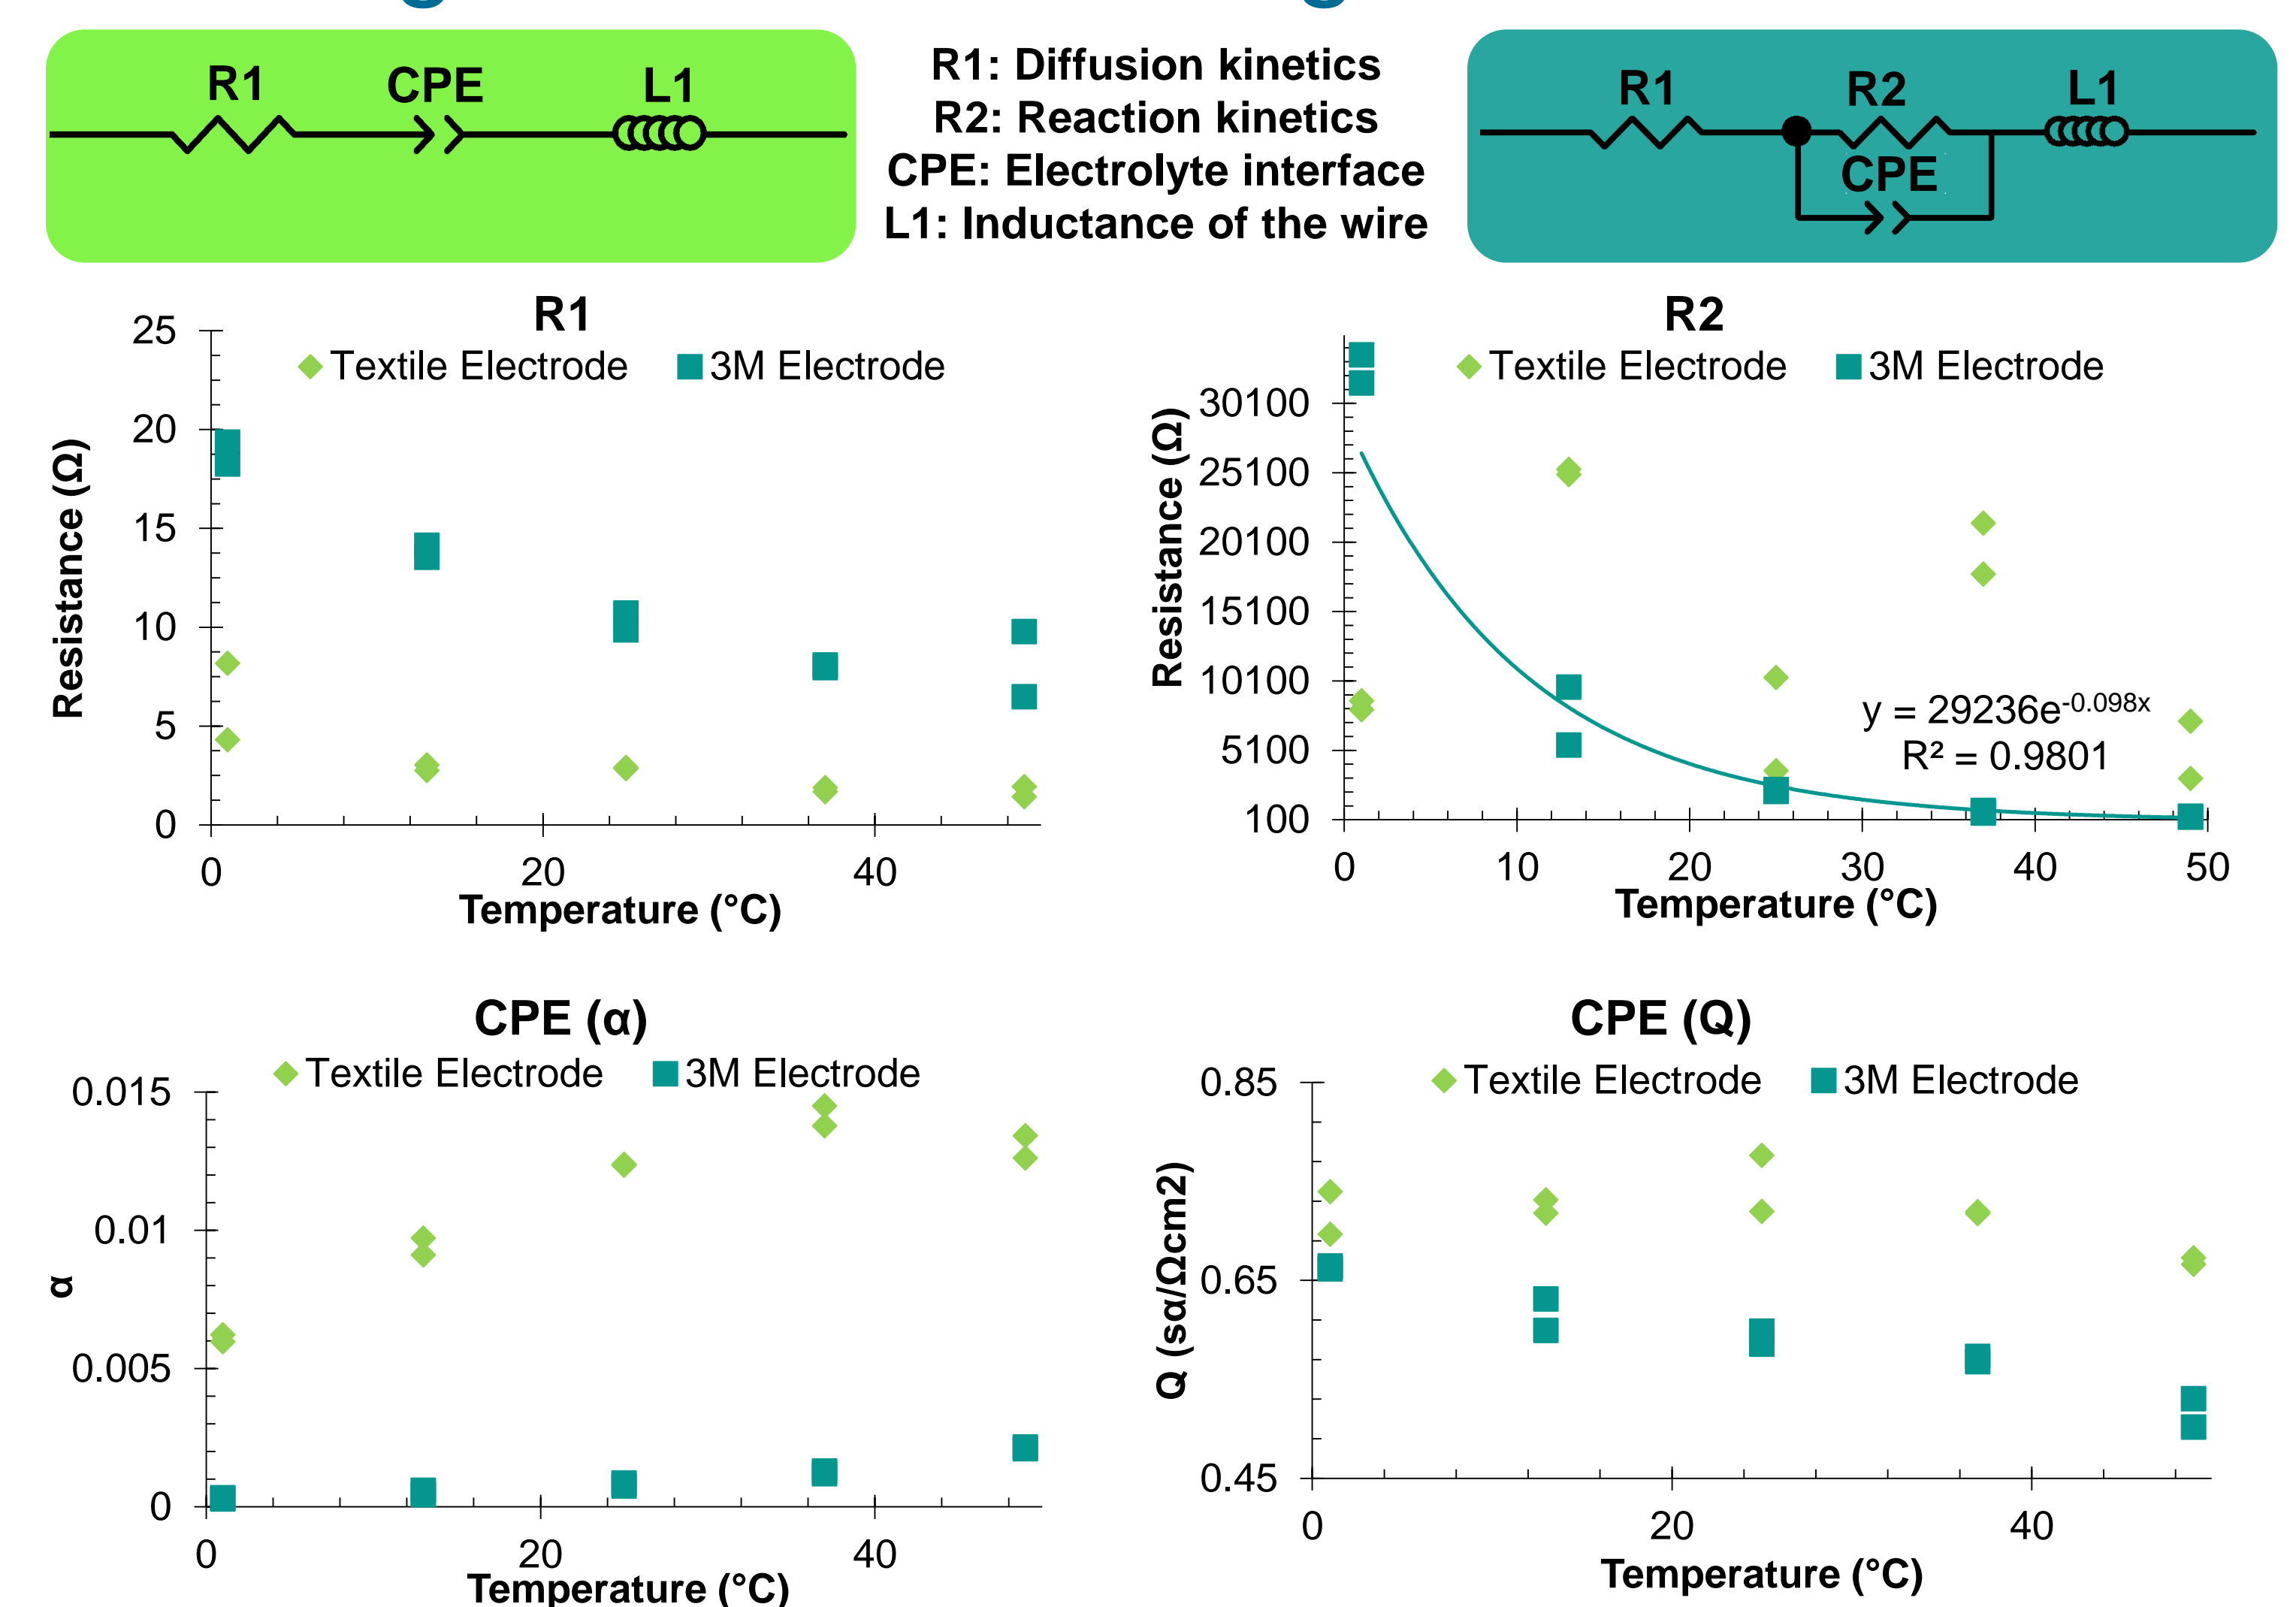 R1 CPE L1
R1: Diffusion kinetics
R2: Reaction kinetics
CPE: Electrolyte interface
L1: Inductance of the wire
R1 R2 L1
CPE
R1
Textile Electrode 3M Electrode
Resistance (Ω)
25
20
15
10
5
0
0 20 40
Temperature (°C)
R2
Textile Electrode 3M Electrode
Resistance (Ω)
30100
25100
20100
15100
10100
5100
100
y = 29236e^-0.098x
R² = 0.9801
0 10 20 30 40 50
Temperature (°C)
CPE (α)
Textile Electrode 3M Electrode
α
0.015
0.01
0.005
0
0 20 40
Temperature (°C)
CPE (Q)
Textile Electrode 3M Electrode
Q (sα/Ωcm2)
0.85
0.65
0.45
0 20 40
Temperature (°C)